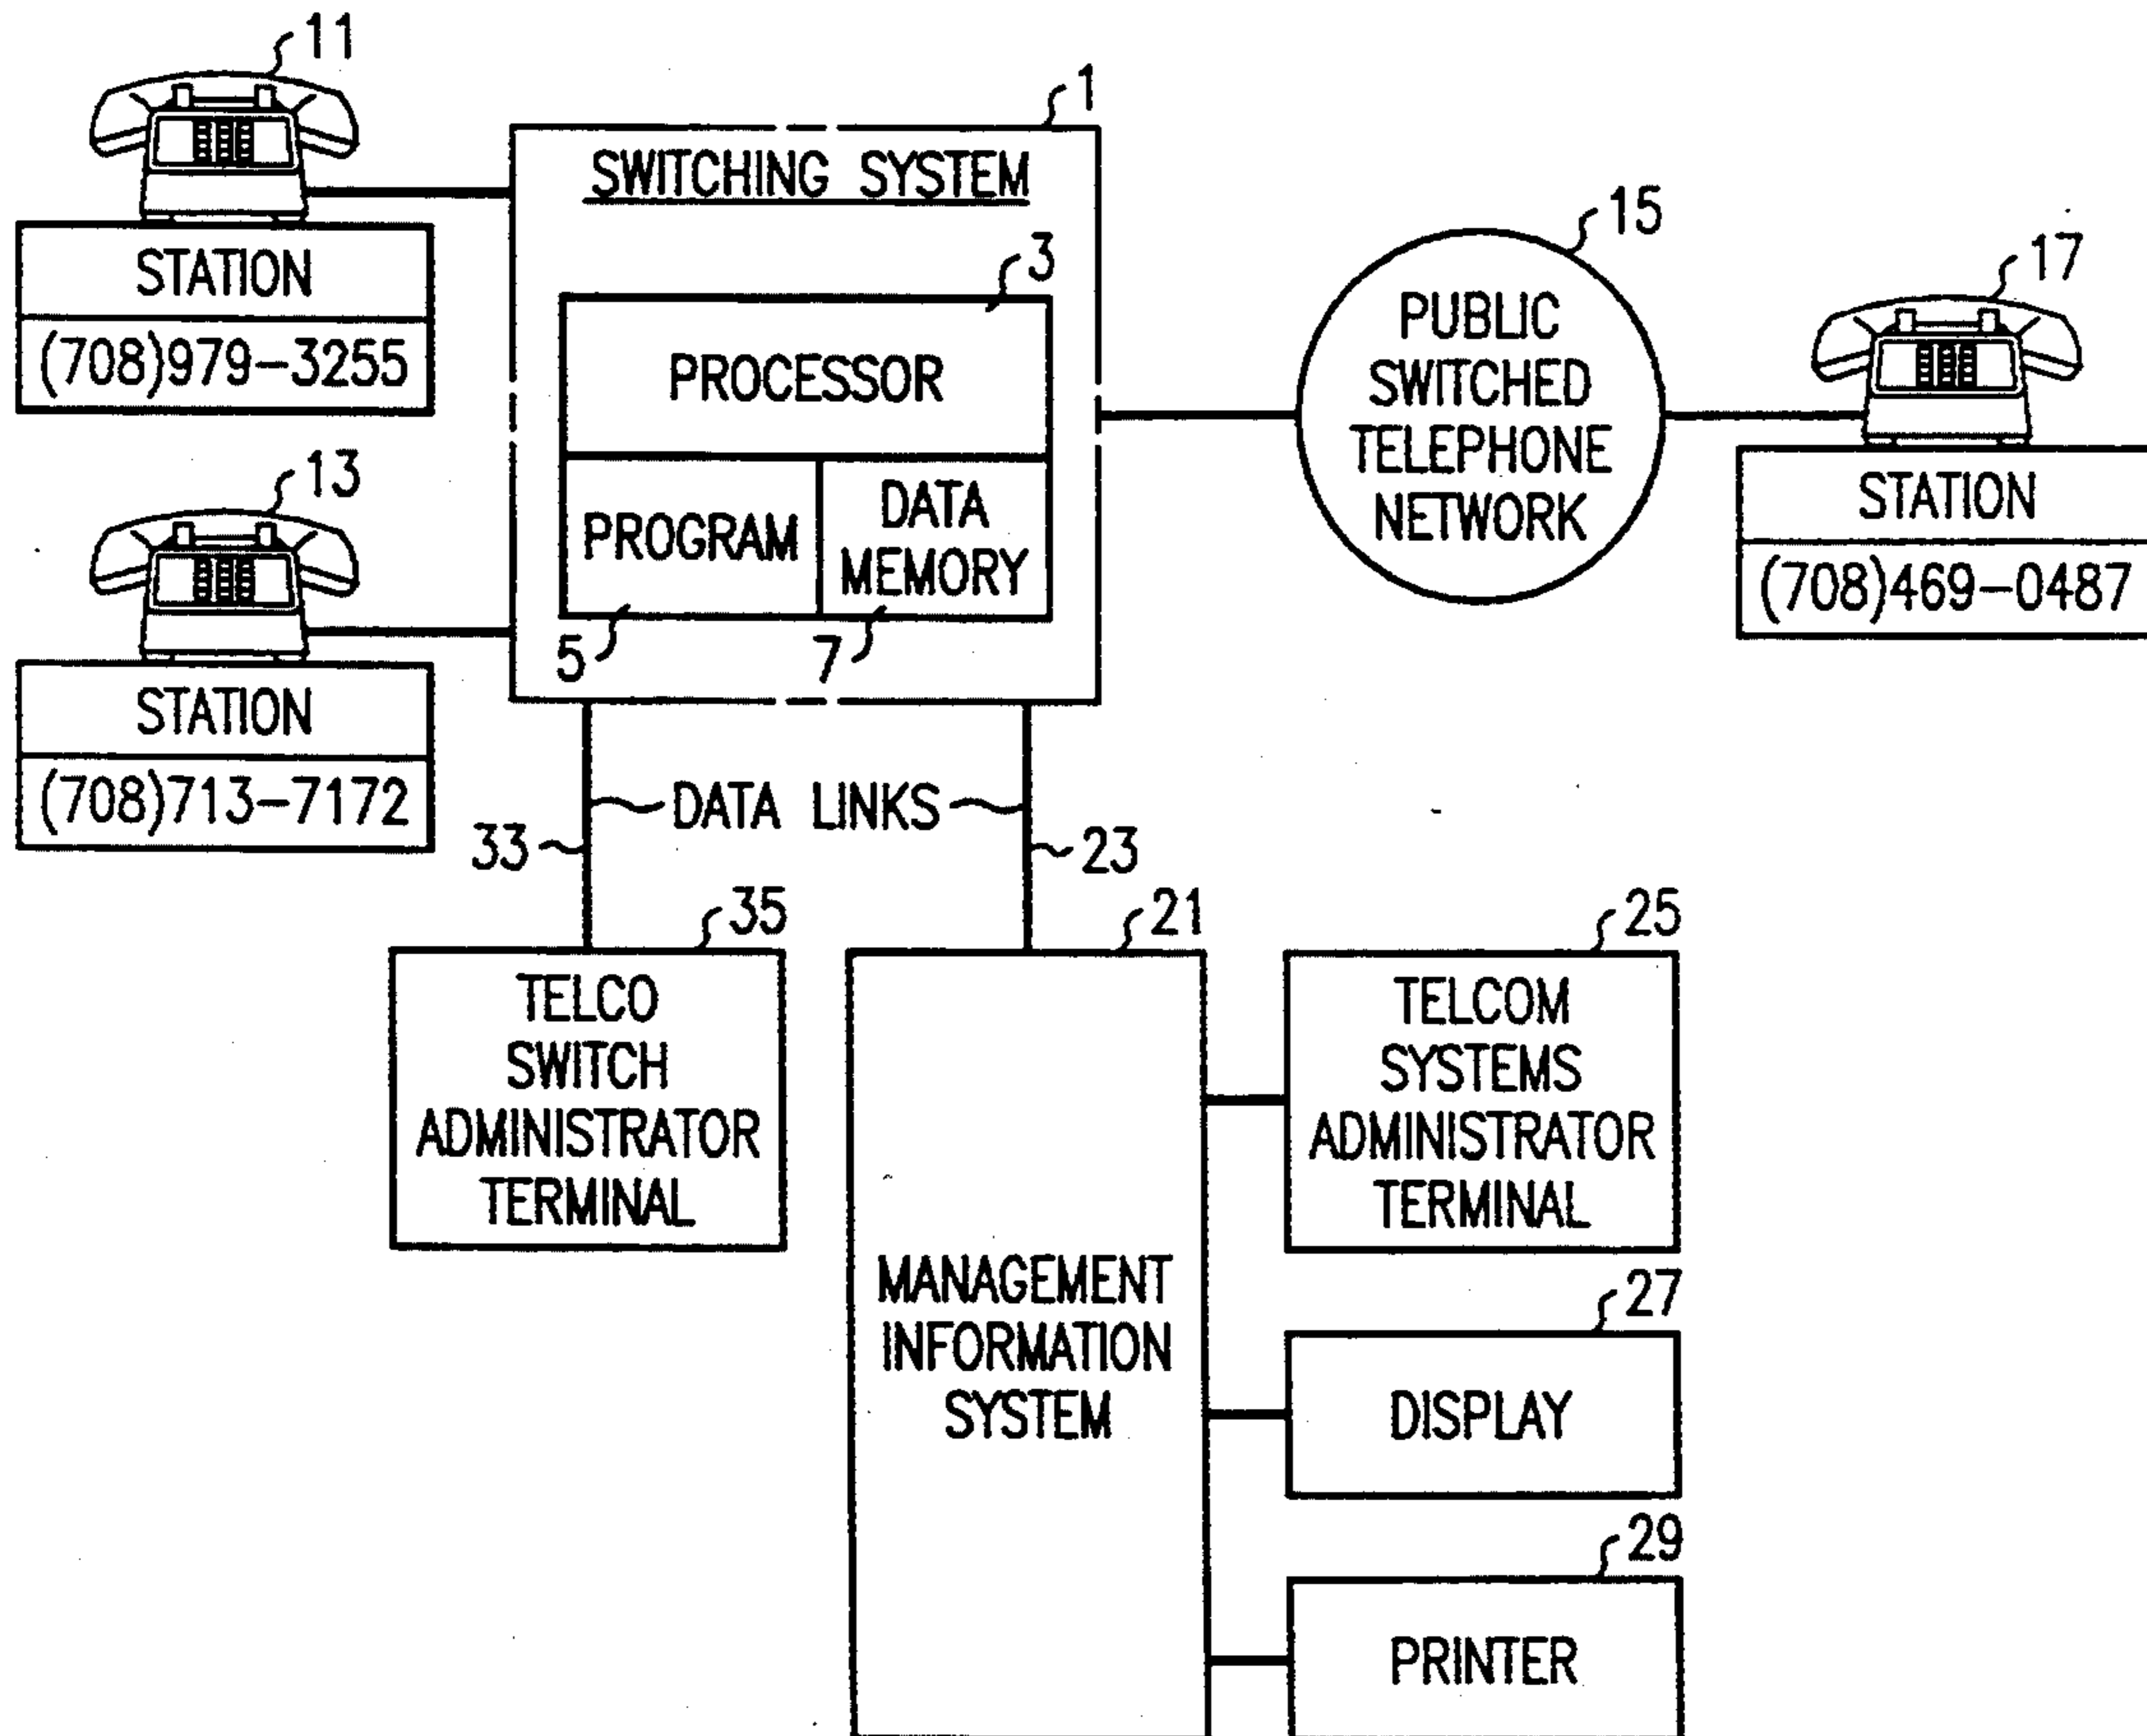 11
1
SWITCHING SYSTEM
STATION
(708)979-3255
3
PROCESSOR
PROGRAM
DATA
MEMORY
5
7
15
PUBLIC
SWITCHED
TELEPHONE
NETWORK
17
STATION
(708)469-0487
13
STATION
(708)713-7172
DATA LINKS
33
23
35
TELCO
SWITCH
ADMINISTRATOR
TERMINAL
21
MANAGEMENT
INFORMATION
SYSTEM
25
TELCOM
SYSTEMS
ADMINISTRATOR
TERMINAL
27
DISPLAY
29
PRINTER